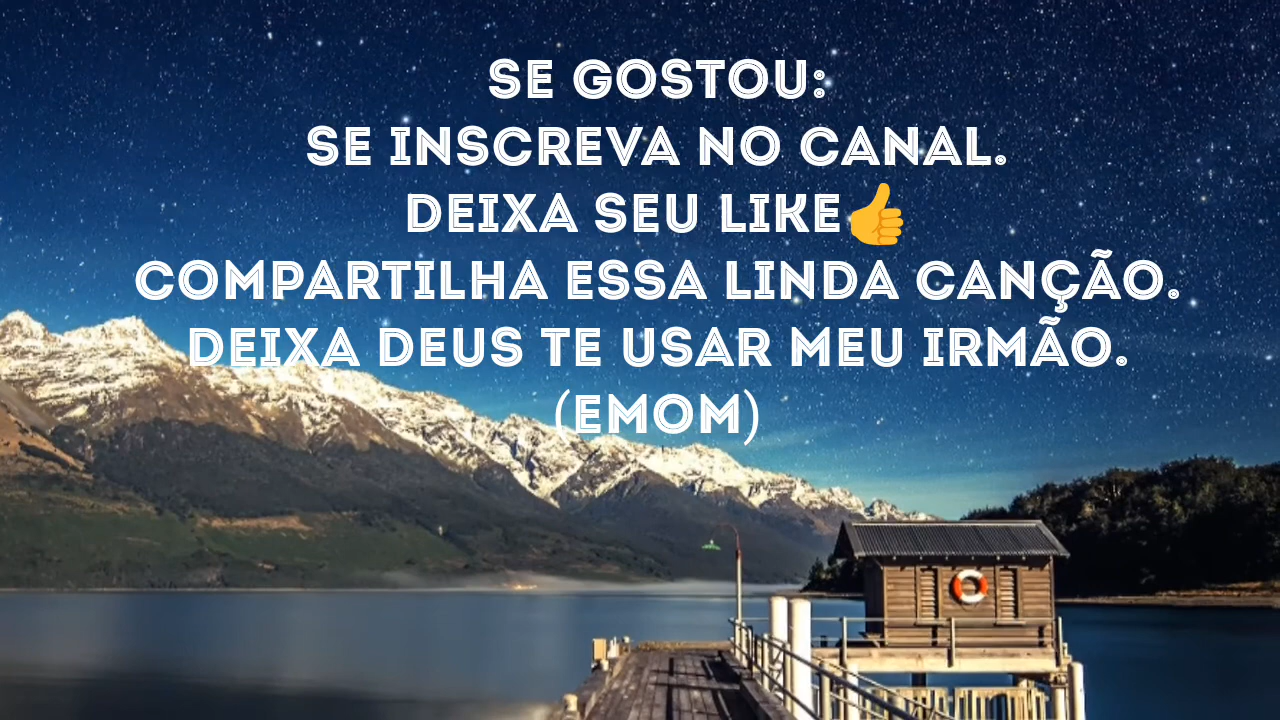 SE GOSTOU:
SE INSCREVA NO CANAL.
DEIXA SEU LIKE👍
COMPARTILHA ESSA LINDA CANÇÃO.
DEIXA DEUS TE USAR MEU IRMÃO.
(EMOM)